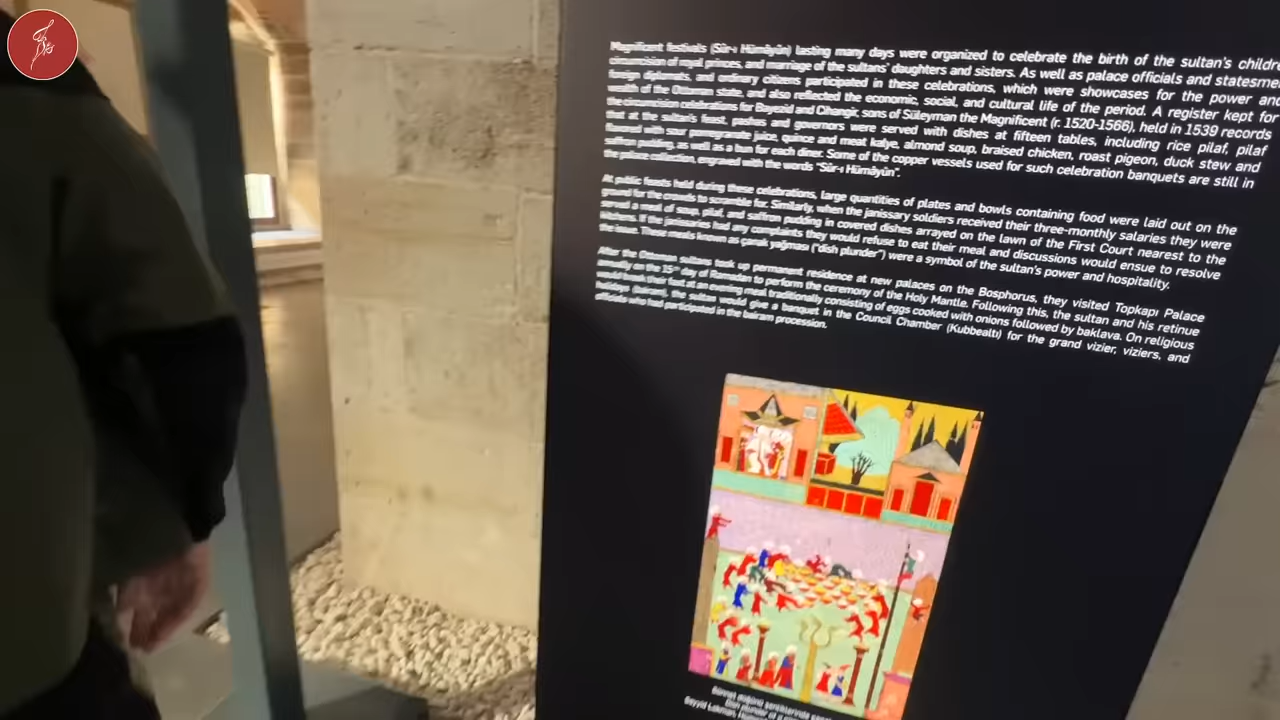 Magnificent festivals (Sûr-ı Hümâyûn) lasting many days were organized to celebrate the birth of the sultan's childre
circumcision of royal princes, and marriage of the sultans' daughters and sisters. As well as palace officials and statesme
foreign diplomats, and ordinary citizens participated in these celebrations, which were showcases for the power and
wealth of the Ottoman state, and also reflected the economic, social, and cultural life of the period. A register kept for
the circumcision celebrations for Bayezid and Cihangir, sons of Süleyman the Magnificent (r. 1520-1566), held in 1539 records
that at the sultan's feast, pashas and governors were served with dishes at fifteen tables, including rice pilaf, pilaf
flavored with sour pomegranate juice, quince and meat kalye, almond soup, braised chicken, roast pigeon, duck stew and
saffron pudding, as well as a bun for each diner. Some of the copper vessels used for such celebration banquets are still in
the palace collection, engraved with the words "Sûr-ı Hümâyûn".
At public feasts held during these celebrations, large quantities of plates and bowls containing food were laid out on the
ground for the crowds to scramble for. Similarly, when the janissary soldiers received their three-monthly salaries they were
served a meal of soup, pilaf, and saffron pudding in covered dishes arrayed on the lawn of the First Court nearest to the
kitchens. If the janissaries had any complaints they would refuse to eat their meal and discussions would ensue to resolve
the issue. These meals known as çanak yağması ("dish plunder") were a symbol of the sultan's power and hospitality.
After the Ottoman sultans took up permanent residence at new palaces on the Bosphorus, they visited Topkapı Palace
annually on the 15th day of Ramadan to perform the ceremony of the Holy Mantle. Following this, the sultan and his retinue
would break their fast at an evening meal traditionally consisting of eggs cooked with onions followed by baklava. On religious
holidays (bairam), the sultan would give a banquet in the Council Chamber (Kubbealtı) for the grand vizier, viziers, and
officials who had participated in the bairam procession.
Sünnet düğünü şenliklerinde
Seyyid Lokman,